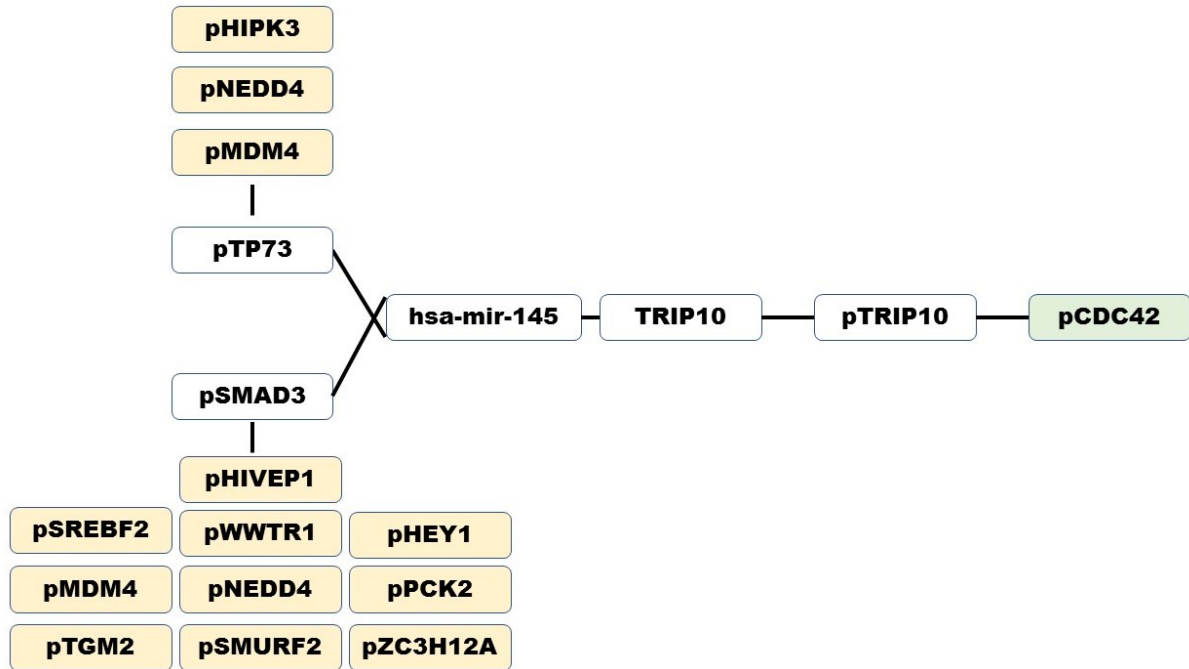 pHIPK3
pNEDD4
pMDM4
pTP73
hsa-mir-145 TRIP10 pTRIP10 pCDC42
pSMAD3
pHIVEP1
pSREBF2 pWWTR1 pHEY1
pMDM4 pNEDD4 pPCK2
pTGM2 pSMURF2 pZC3H12A